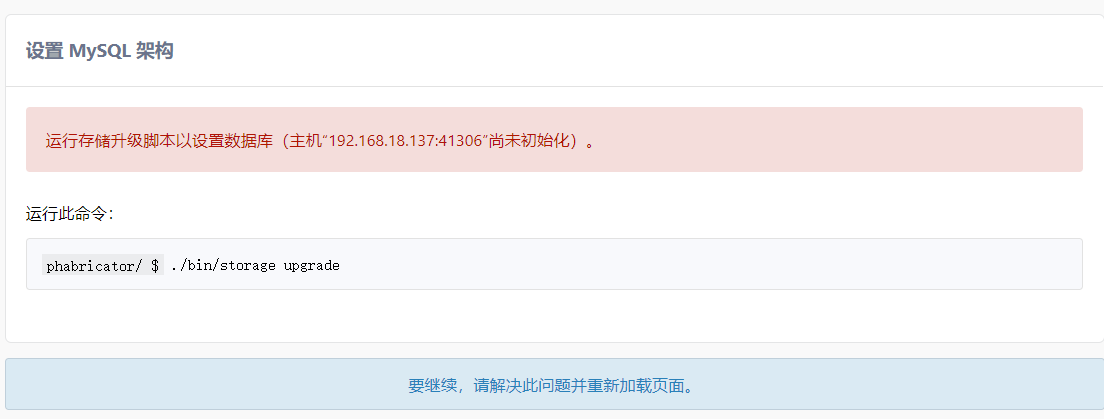 设置 MySQL 架构
运行存储升级脚本以设置数据库（主机“192.168.18.137:41306”尚未初始化）。
运行此命令：
phabricator/ $ ./bin/storage upgrade
要继续，请解决此问题并重新加载页面。